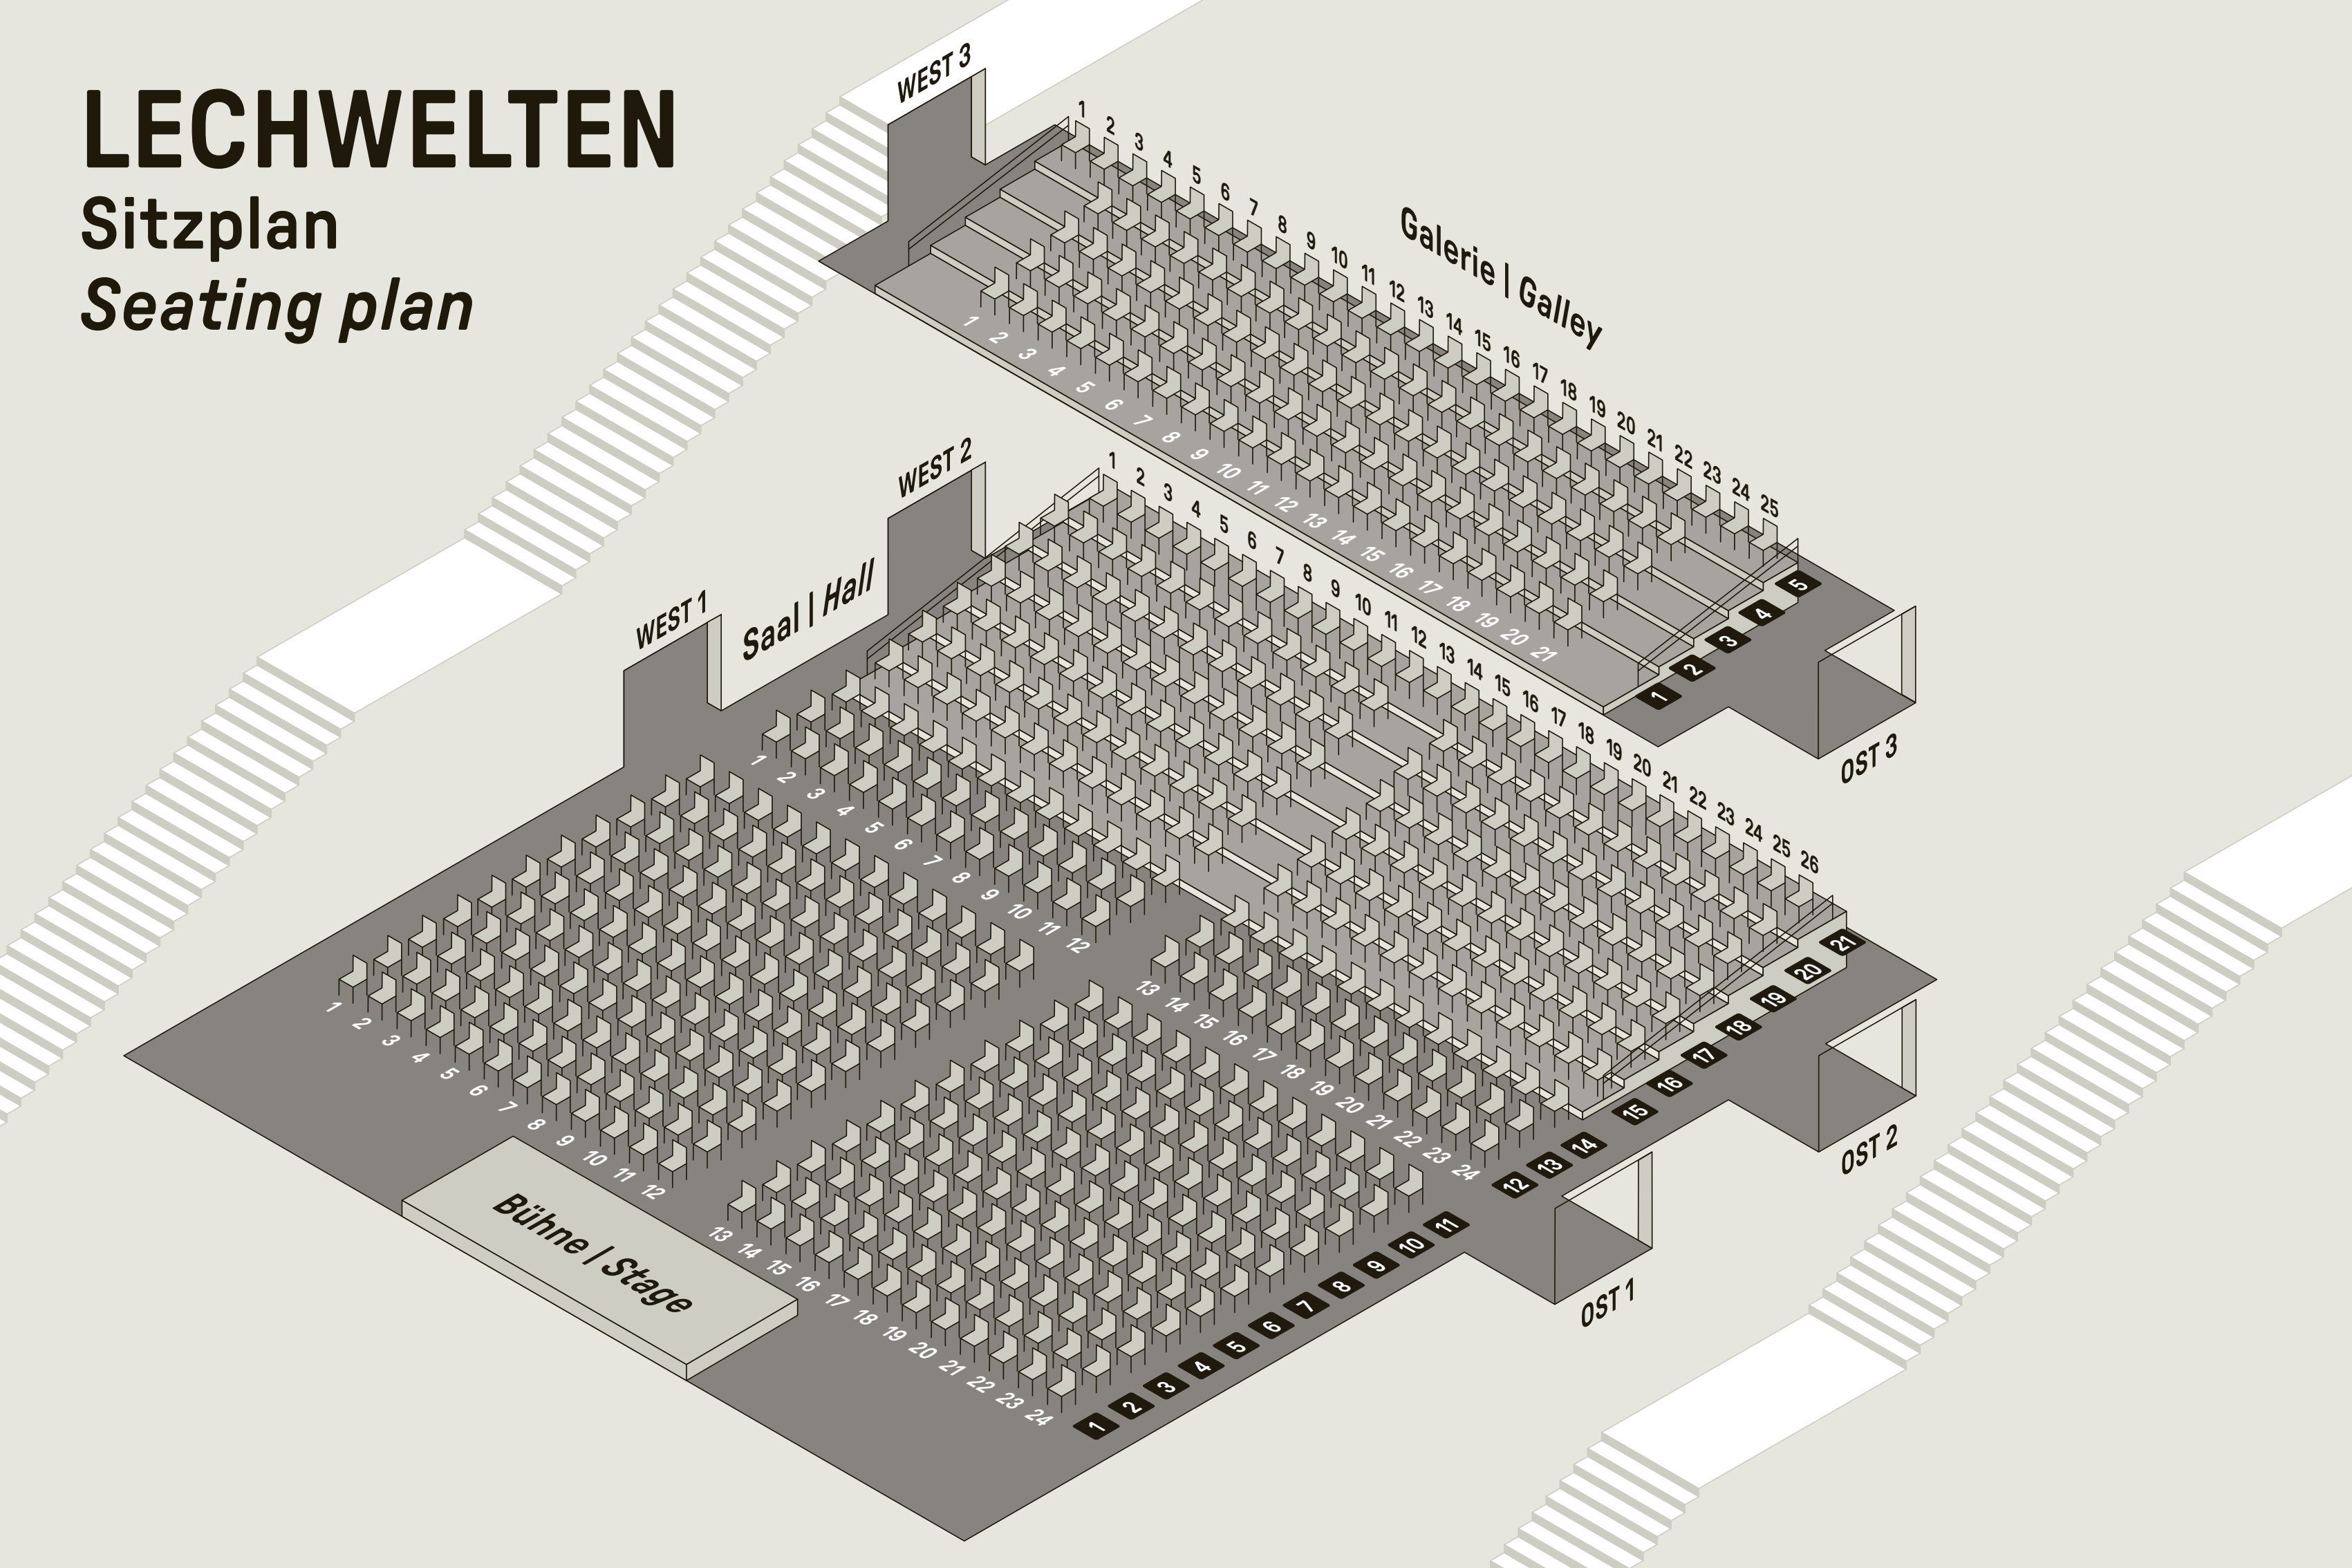 LECHWELTEN
Sitzplan
Seating plan
WEST 3
1 2 3 4 5 6 7 8 9 10 11 12 13 14 15 16 17 18 19 20 21 22 23 24 25
Galerie | Galley
1 2 3 4 5 6 7 8 9 10 11 12 13 14 15 16 17 18 19 20 21
5
4
3
2
1
OST 3
WEST 2
WEST 1
Saal | Hall
1 2 3 4 5 6 7 8 9 10 11 12 13 14 15 16 17 18 19 20 21 22 23 24 25 26
1 2 3 4 5 6 7 8 9 10 11 12
13 14 15 16 17 18 19 20 21 22 23 24
21
20
19
18
17
16
15
14
13
12
OST 2
1 2 3 4 5 6 7 8 9 10 11 12
13 14 15 16 17 18 19 20 21 22 23 24
11
10
9
8
7
6
5
4
3
2
1
OST 1
Bühne | Stage